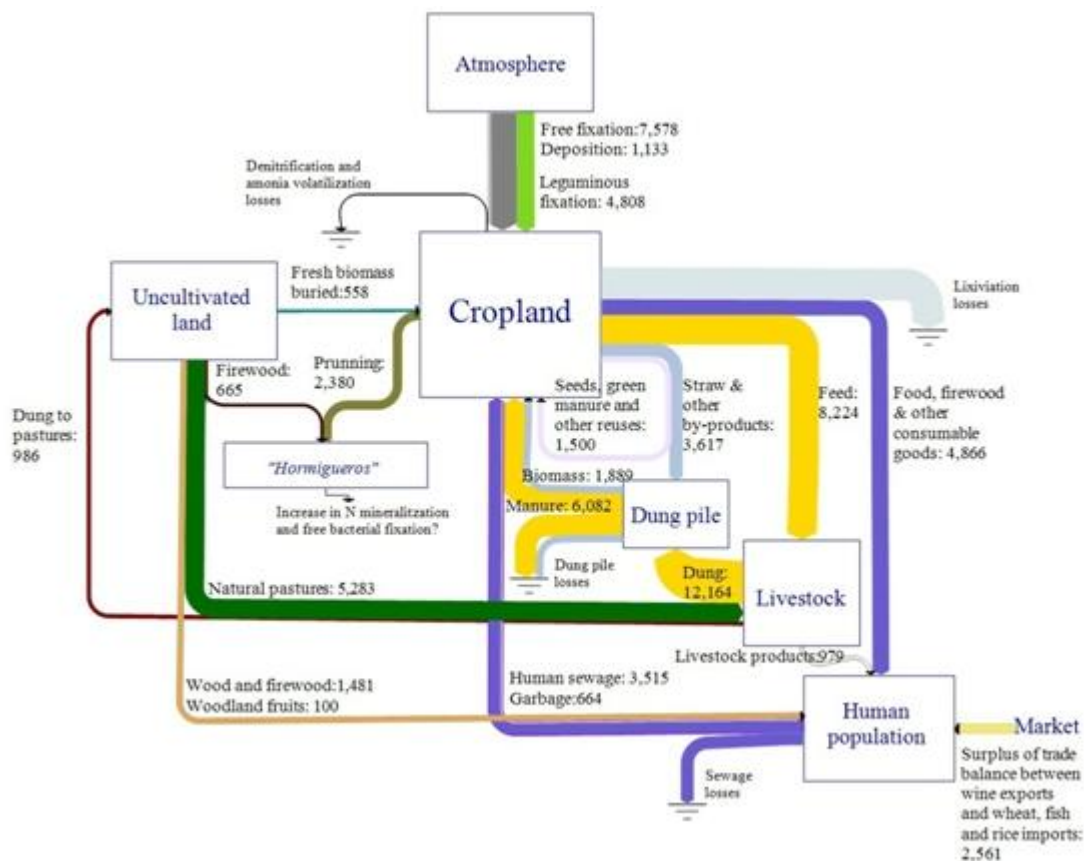 Atmosphere
Free fixation:7,578
Deposition: 1,133
Leguminous
fixation: 4,808
Denitrification and
amonia volatilization
losses
Uncultivated
land
Fresh biomass
buried:558
Cropland
Lixiviation
losses
Firewood:
665
Prunning:
2,380
Dung to
pastures:
986
Seeds, green
manure and
other reuses:
1,500
Straw &
other
by-products:
3,617
Feed:
8,224
Food, firewood
& other
consumable
goods: 4,866
"Hormigueros"
Increase in N mineralitzation
and free bacterial fixation?
Biomass: 1,889
Manure: 6,082
Dung pile
Dung pile
losses
Dung:
12,164
Livestock
Natural pastures: 5,283
Livestock products:979
Wood and firewood:1,481
Woodland fruits: 100
Human sewage: 3,515
Garbage:664
Human
population
Market
Surplus of trade
balance between
wine exports
and wheat, fish
and rice imports:
2,561
Sewage
losses